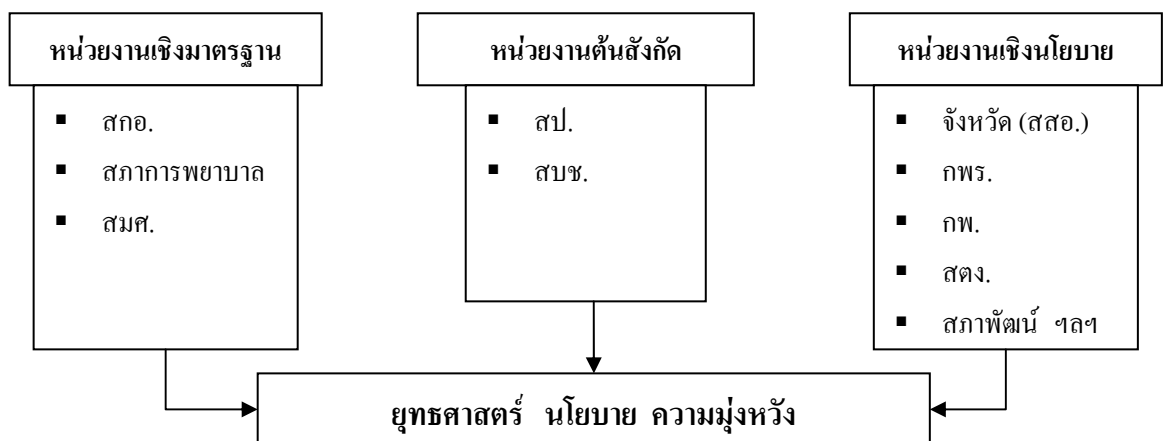 หน่วยงานเชิงมาตรฐาน
▪ สกอ.
▪ สภาการพยาบาล
▪ สมศ.
หน่วยงานต้นสังกัด
▪ สป.
▪ สบช.
หน่วยงานเชิงนโยบาย
▪ จังหวัด (สสอ.)
▪ กพร.
▪ กพ.
▪ สตง.
▪ สภาพัฒน์ ฯลฯ
ยุทธศาสตร์ นโยบาย ความมุ่งหวัง